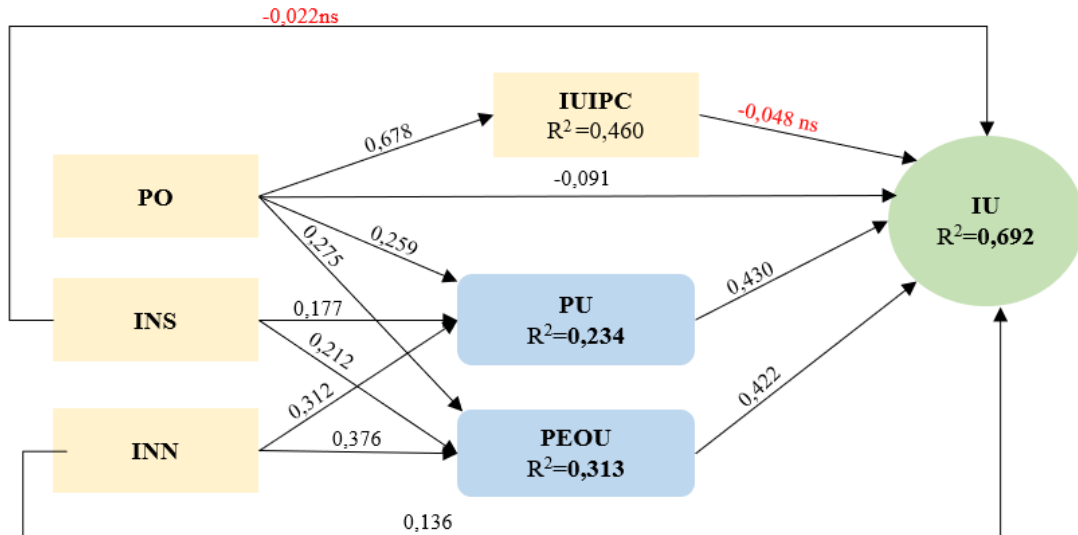 -0,022ns
IUIPC
R²=0,460
-0,048 ns
0,678
PO
-0,091
IU
R²=0,692
0,259
0,275
0,430
PU
R²=0,234
INS
0,177
0,212
0,312
0,422
INN
0,376
PEOU
R²=0,313
0,136